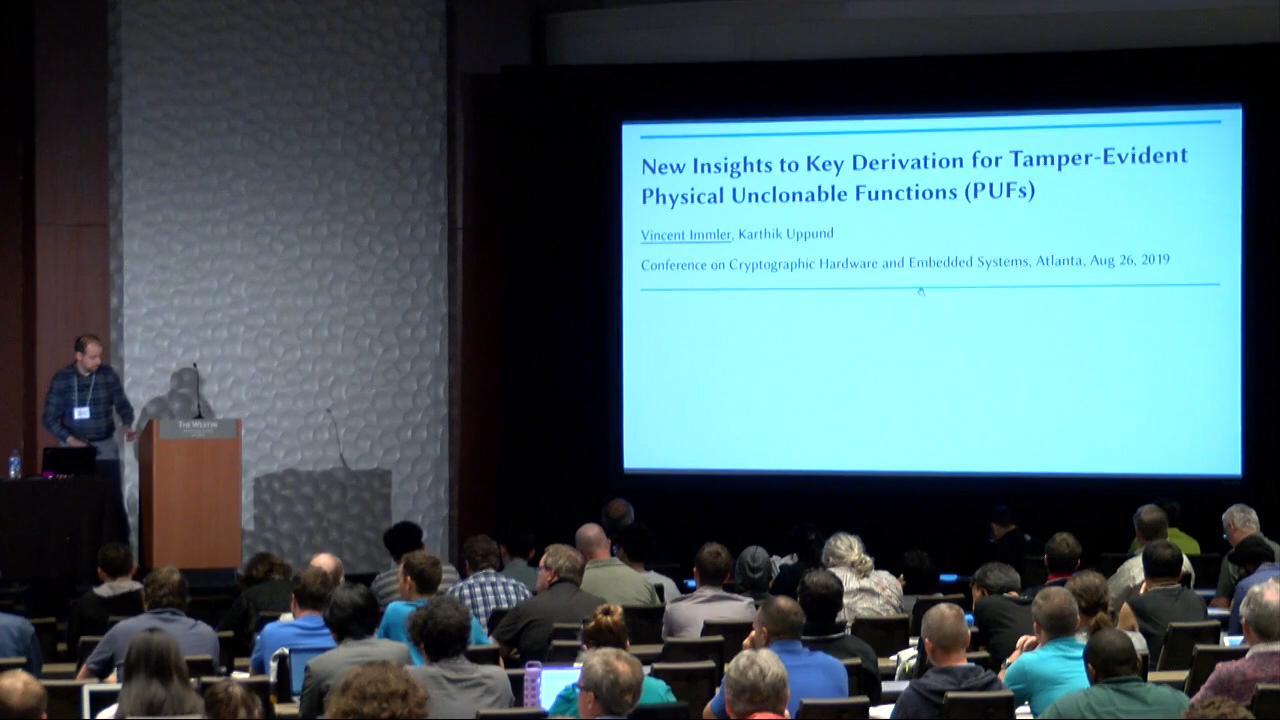 New Insights to Key Derivation for Tamper-Evident
Physical Unclonable Functions (PUFs)
Vincent Immler, Karthik Uppund
Conference on Cryptographic Hardware and Embedded Systems, Atlanta, Aug 26, 2019
THE WESTIN